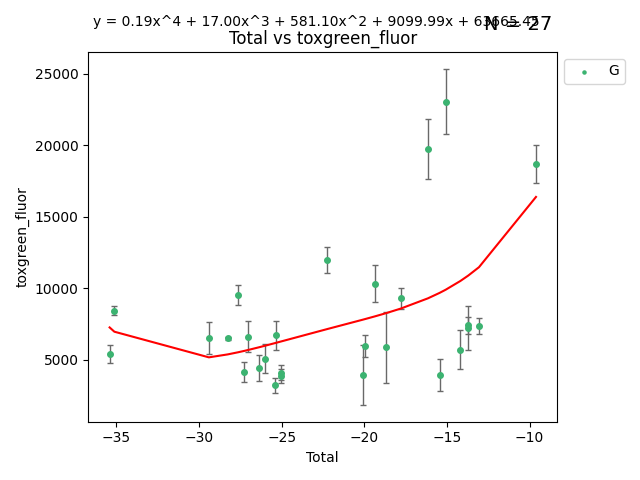 y = 0.19x^4 + 17.00x^3 + 581.10x^2 + 9099.99x + 63665.45
N = 27
Total vs toxgreen_fluor
G
25000
20000
15000
10000
5000
toxgreen_fluor
−35
−30
−25
−20
−15
−10
Total